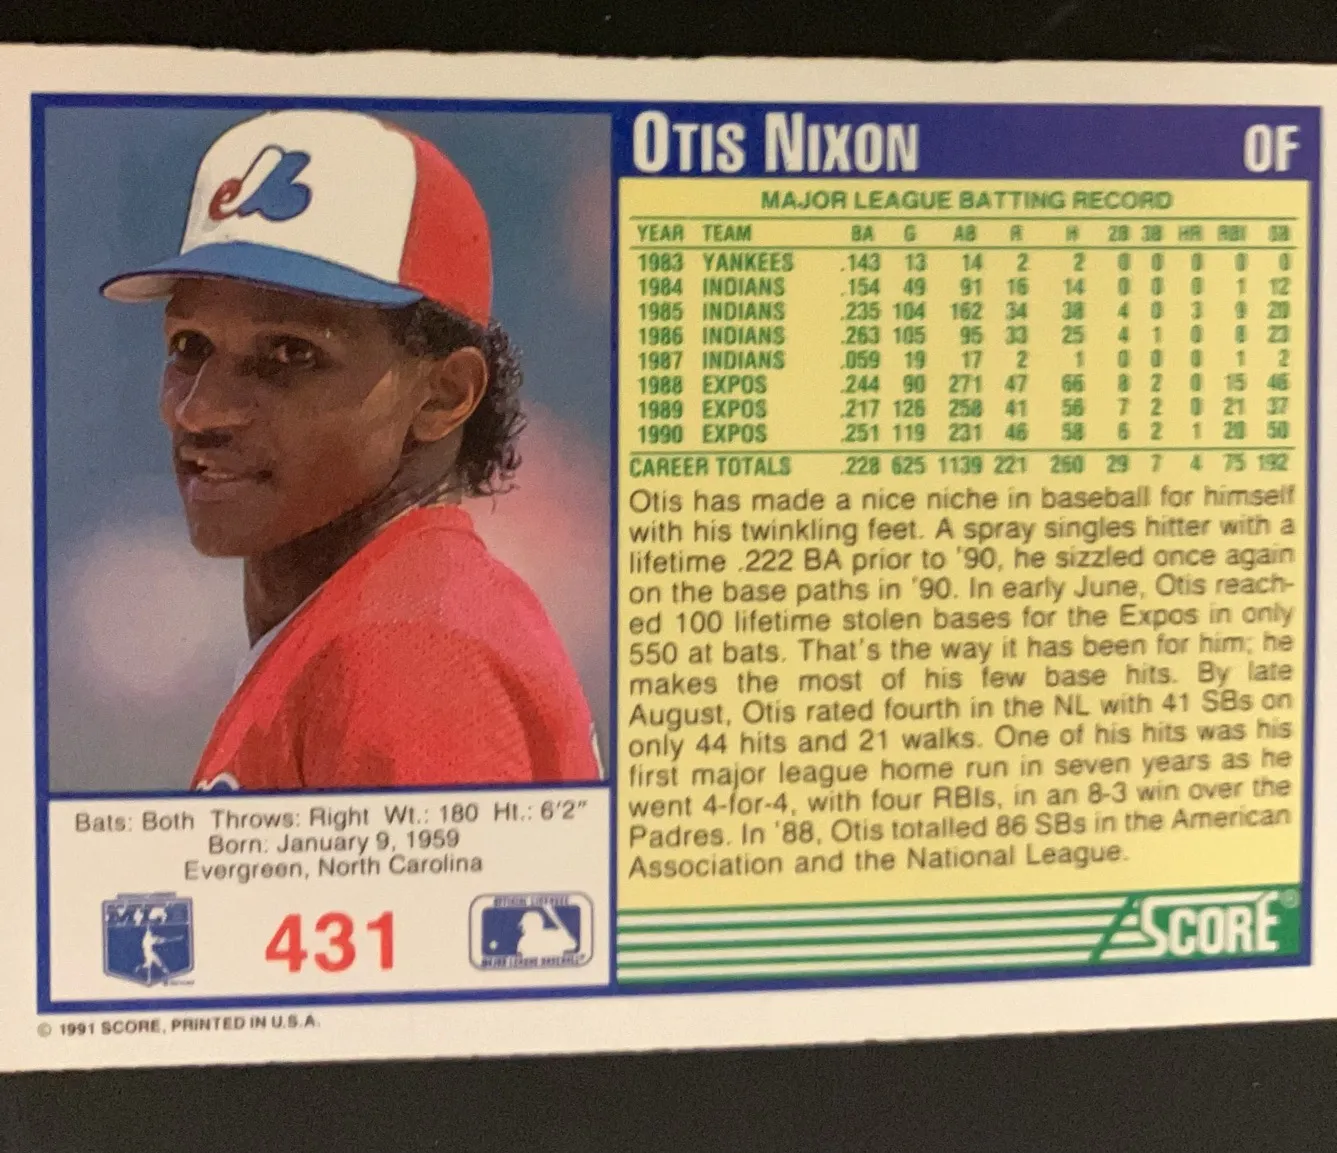 OTIS NIXON OF
MAJOR LEAGUE BATTING RECORD
YEAR TEAM BA G AB R H 2B 3B HR RBI SB
1983 YANKEES .143 13 14 2 2 0 0 0 0 0
1984 INDIANS .154 49 91 16 14 0 0 0 1 12
1985 INDIANS .235 104 162 34 38 4 0 3 9 20
1986 INDIANS .263 105 95 33 25 4 1 0 8 23
1987 INDIANS .059 19 17 2 1 0 0 0 1 2
1988 EXPOS .244 90 271 47 66 8 2 0 15 46
1989 EXPOS .217 126 258 41 56 7 2 0 21 37
1990 EXPOS .251 119 231 46 58 6 2 1 20 50
CAREER TOTALS .228 625 1139 221 260 29 7 4 75 192
Otis has made a nice niche in baseball for himself
with his twinkling feet. A spray singles hitter with a
lifetime .222 BA prior to '90, he sizzled once again
on the base paths in '90. In early June, Otis reach-
ed 100 lifetime stolen bases for the Expos in only
550 at bats. That's the way it has been for him; he
makes the most of his few base hits. By late
August, Otis rated fourth in the NL with 41 SBs on
only 44 hits and 21 walks. One of his hits was his
first major league home run in seven years as he
went 4-for-4, with four RBIs, in an 8-3 win over the
Padres. In '88, Otis totalled 86 SBs in the American
Association and the National League.
SCORE®
Bats: Both Throws: Right Wt.: 180 Ht.: 6'2"
Born: January 9, 1959
Evergreen, North Carolina
431
© 1991 SCORE, PRINTED IN U.S.A.